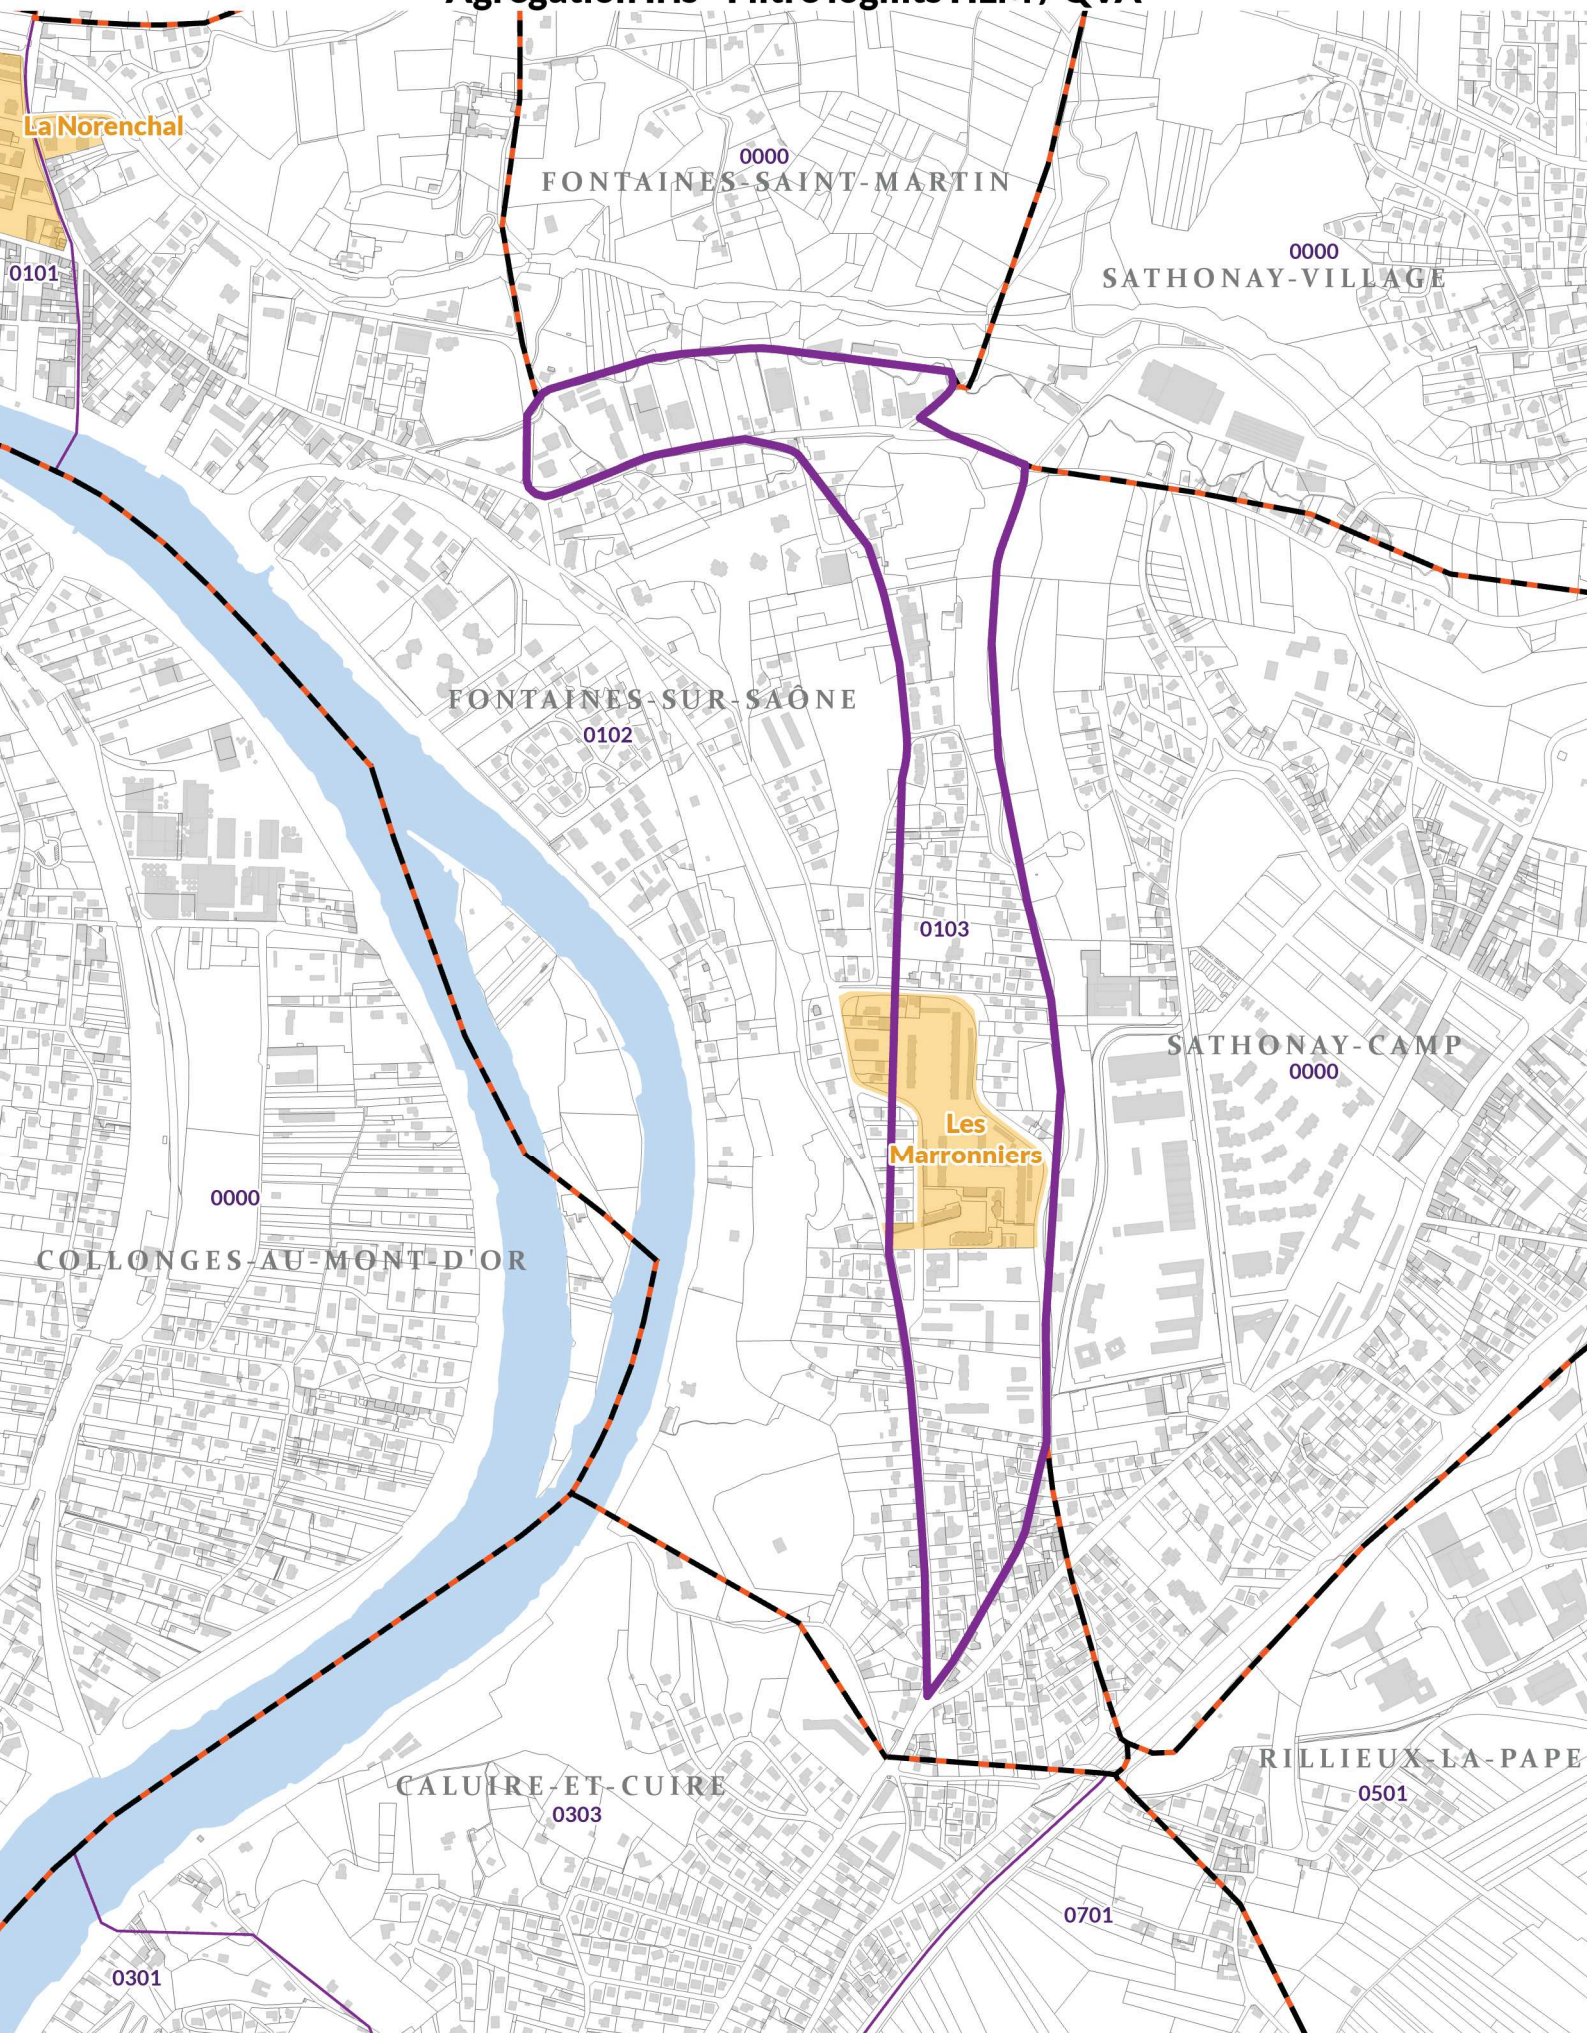 La Norenchal
0000
FONTAINES-SAINT-MARTIN
0000
SATHONAY-VILLAGE
0101
FONTAINES-SUR-SAÔNE
0102
0103
SATHONAY-CAMP
0000
Les
Marronniers
0000
COLLONGES-AU-MONT-D'OR
RILLIEUX-LA-PAPE
0501
CALUIRE-ET-CUIRE
0303
0701
0301